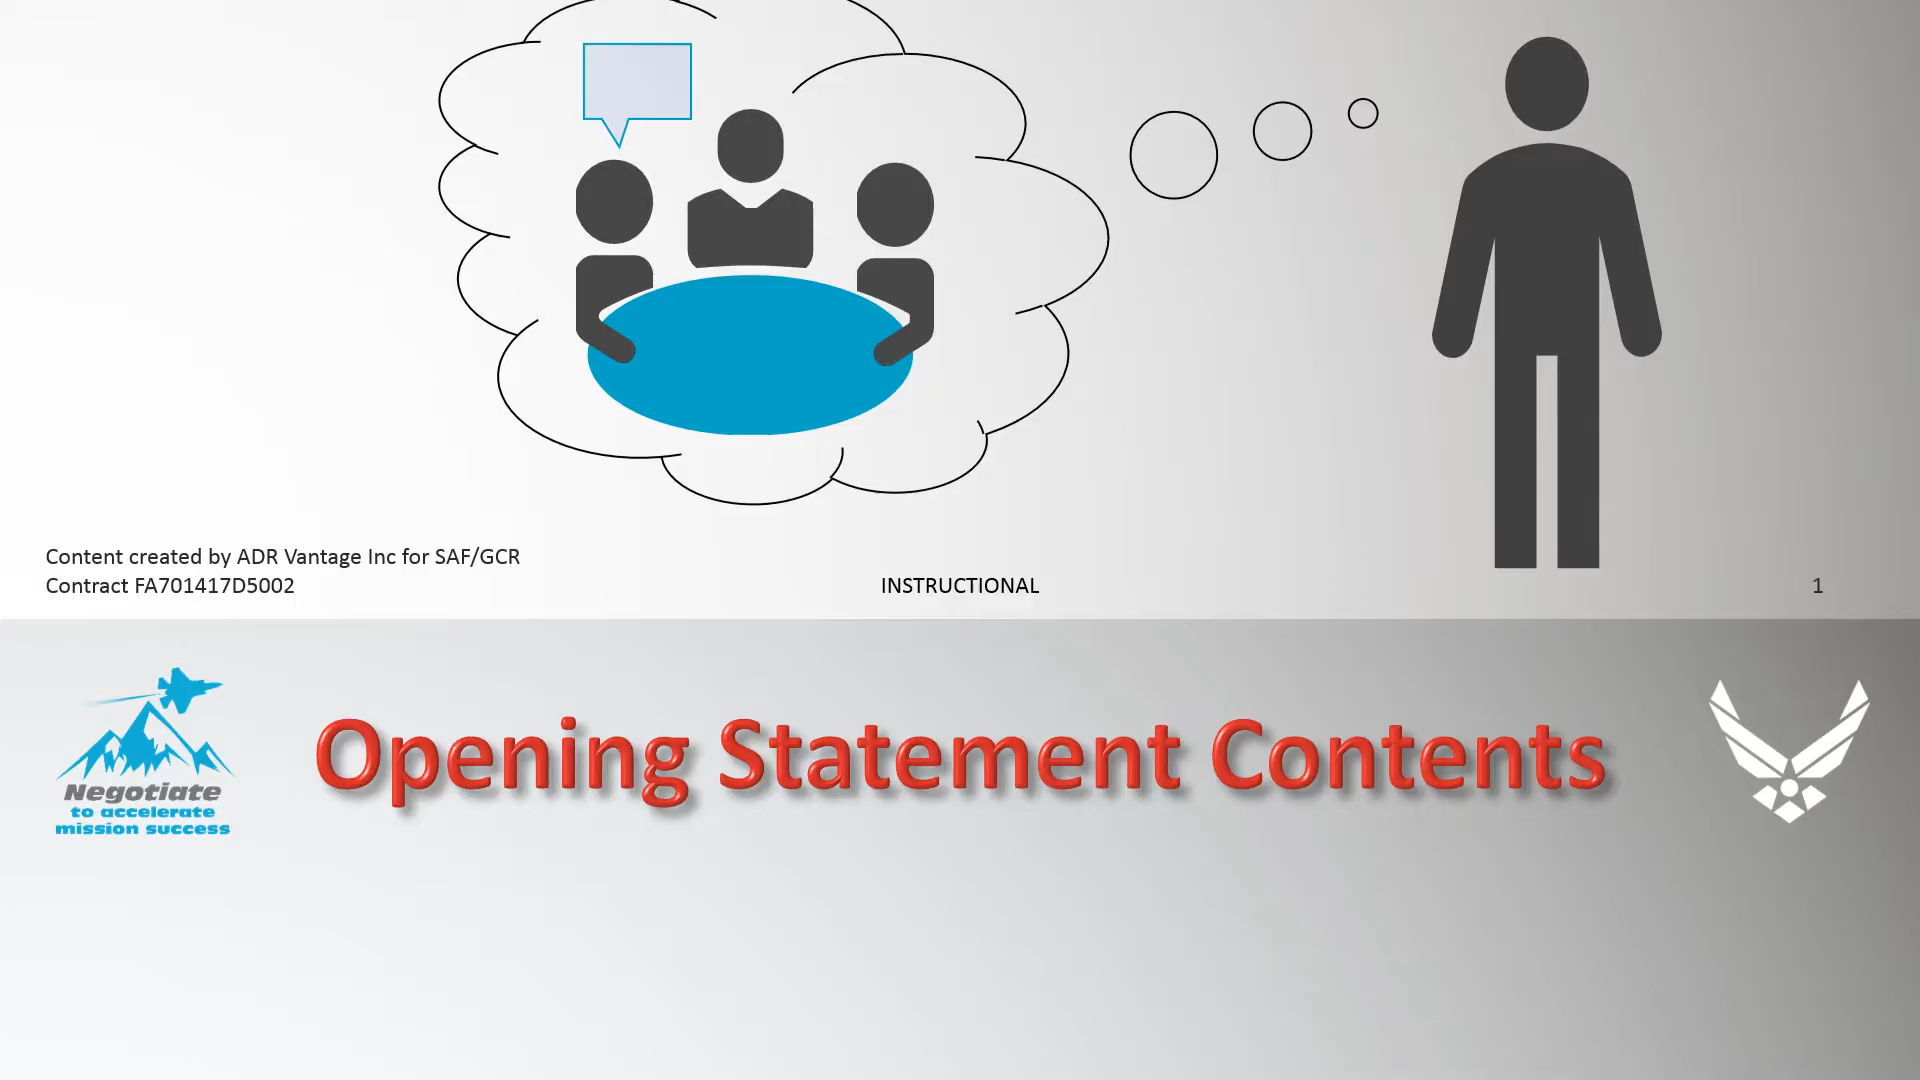 Content created by ADR Vantage Inc for SAF/GCR
Contract FA701417D5002
INSTRUCTIONAL
1
Opening Statement Contents
Negotiate
to accelerate
mission success